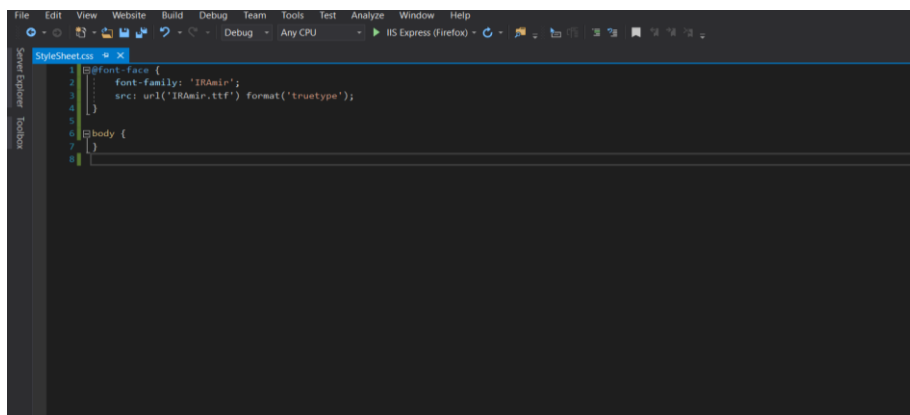 File Edit View Website Build Debug Team Tools Test Analyze Window Help
Debug Any CPU IIS Express (Firefox)
StyleSheet.css
Server Explorer
Toolbox
1 @font-face {
2 font-family: 'IRAmir';
3 src: url('IRAmir.ttf') format('truetype');
4 }
5
6 body {
7 }
8